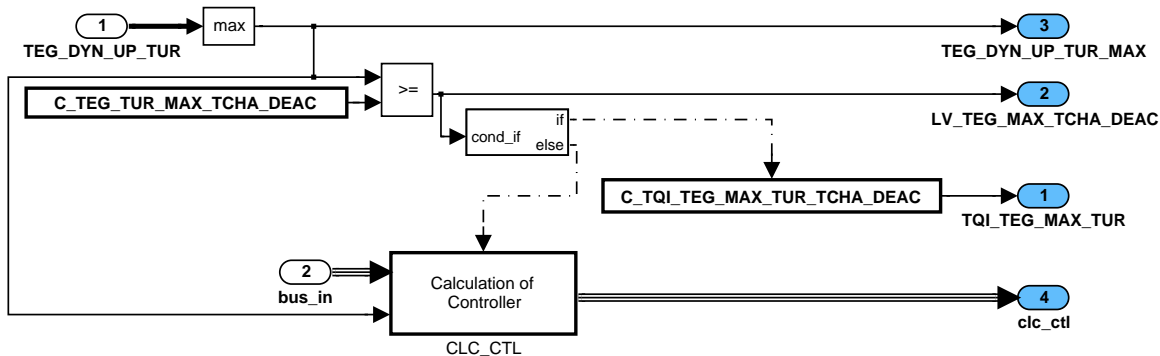 1
TEG_DYN_UP_TUR
max
3
TEG_DYN_UP_TUR_MAX
C_TEG_TUR_MAX_TCHA_DEAC
>=
2
LV_TEG_MAX_TCHA_DEAC
cond_if
if
else
C_TQI_TEG_MAX_TUR_TCHA_DEAC
1
TQI_TEG_MAX_TUR
2
bus_in
Calculation of
Controller
CLC_CTL
4
clc_ctl